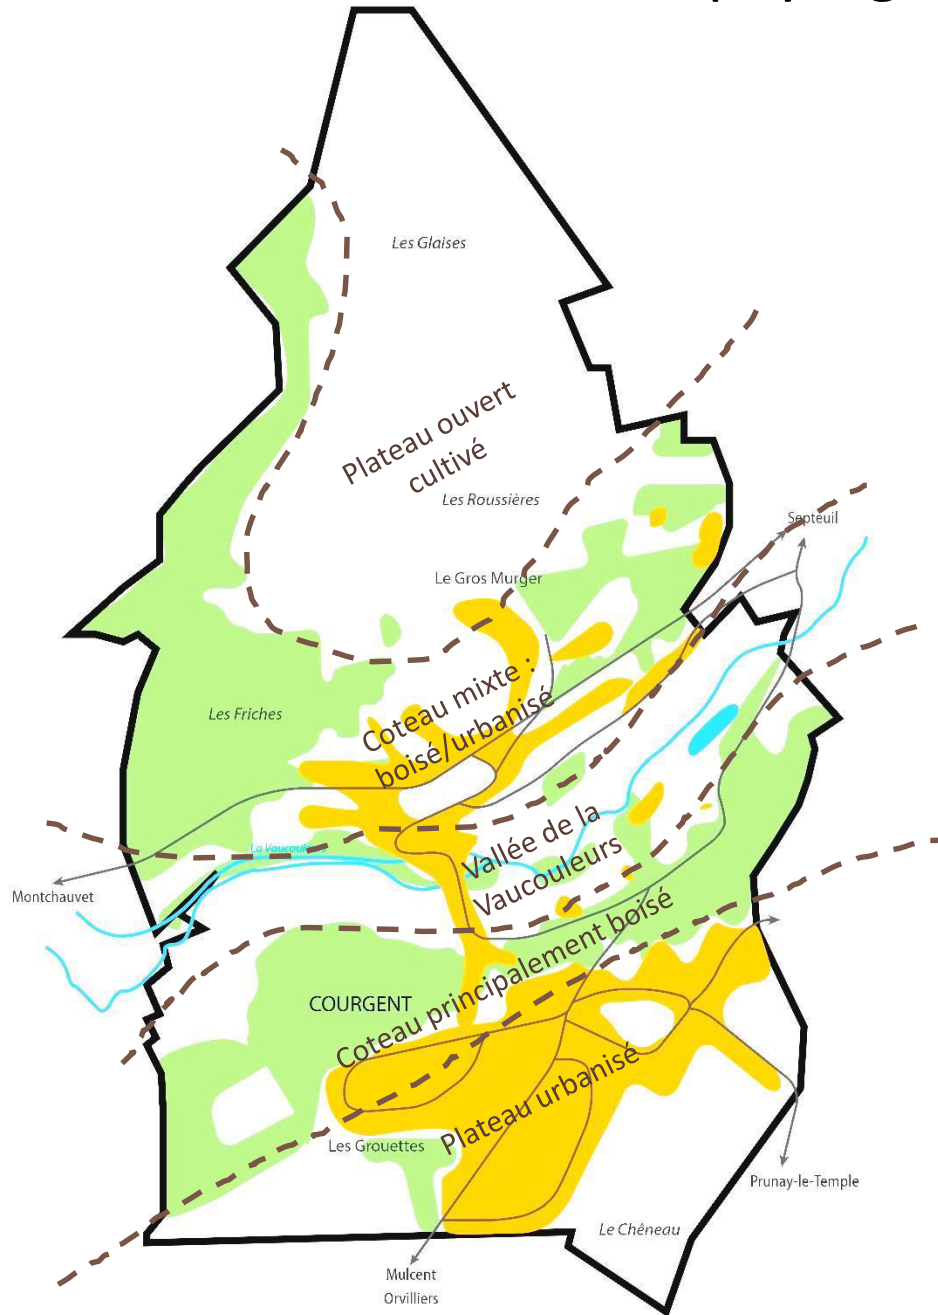 Les Glaises
Plateau ouvert
cultivé
Les Roussières
Septeuil
Le Gros Murger
Coteau mixte :
boisé/urbanisé
Les Friches
La Vaucouleurs
Vallée de la
Vaucouleurs
Montchauvet
Coteau principalement boisé
COURGENT
Plateau urbanisé
Les Grouettes
Prunay-le-Temple
Le Chêneau
Mulcent
Orvilliers